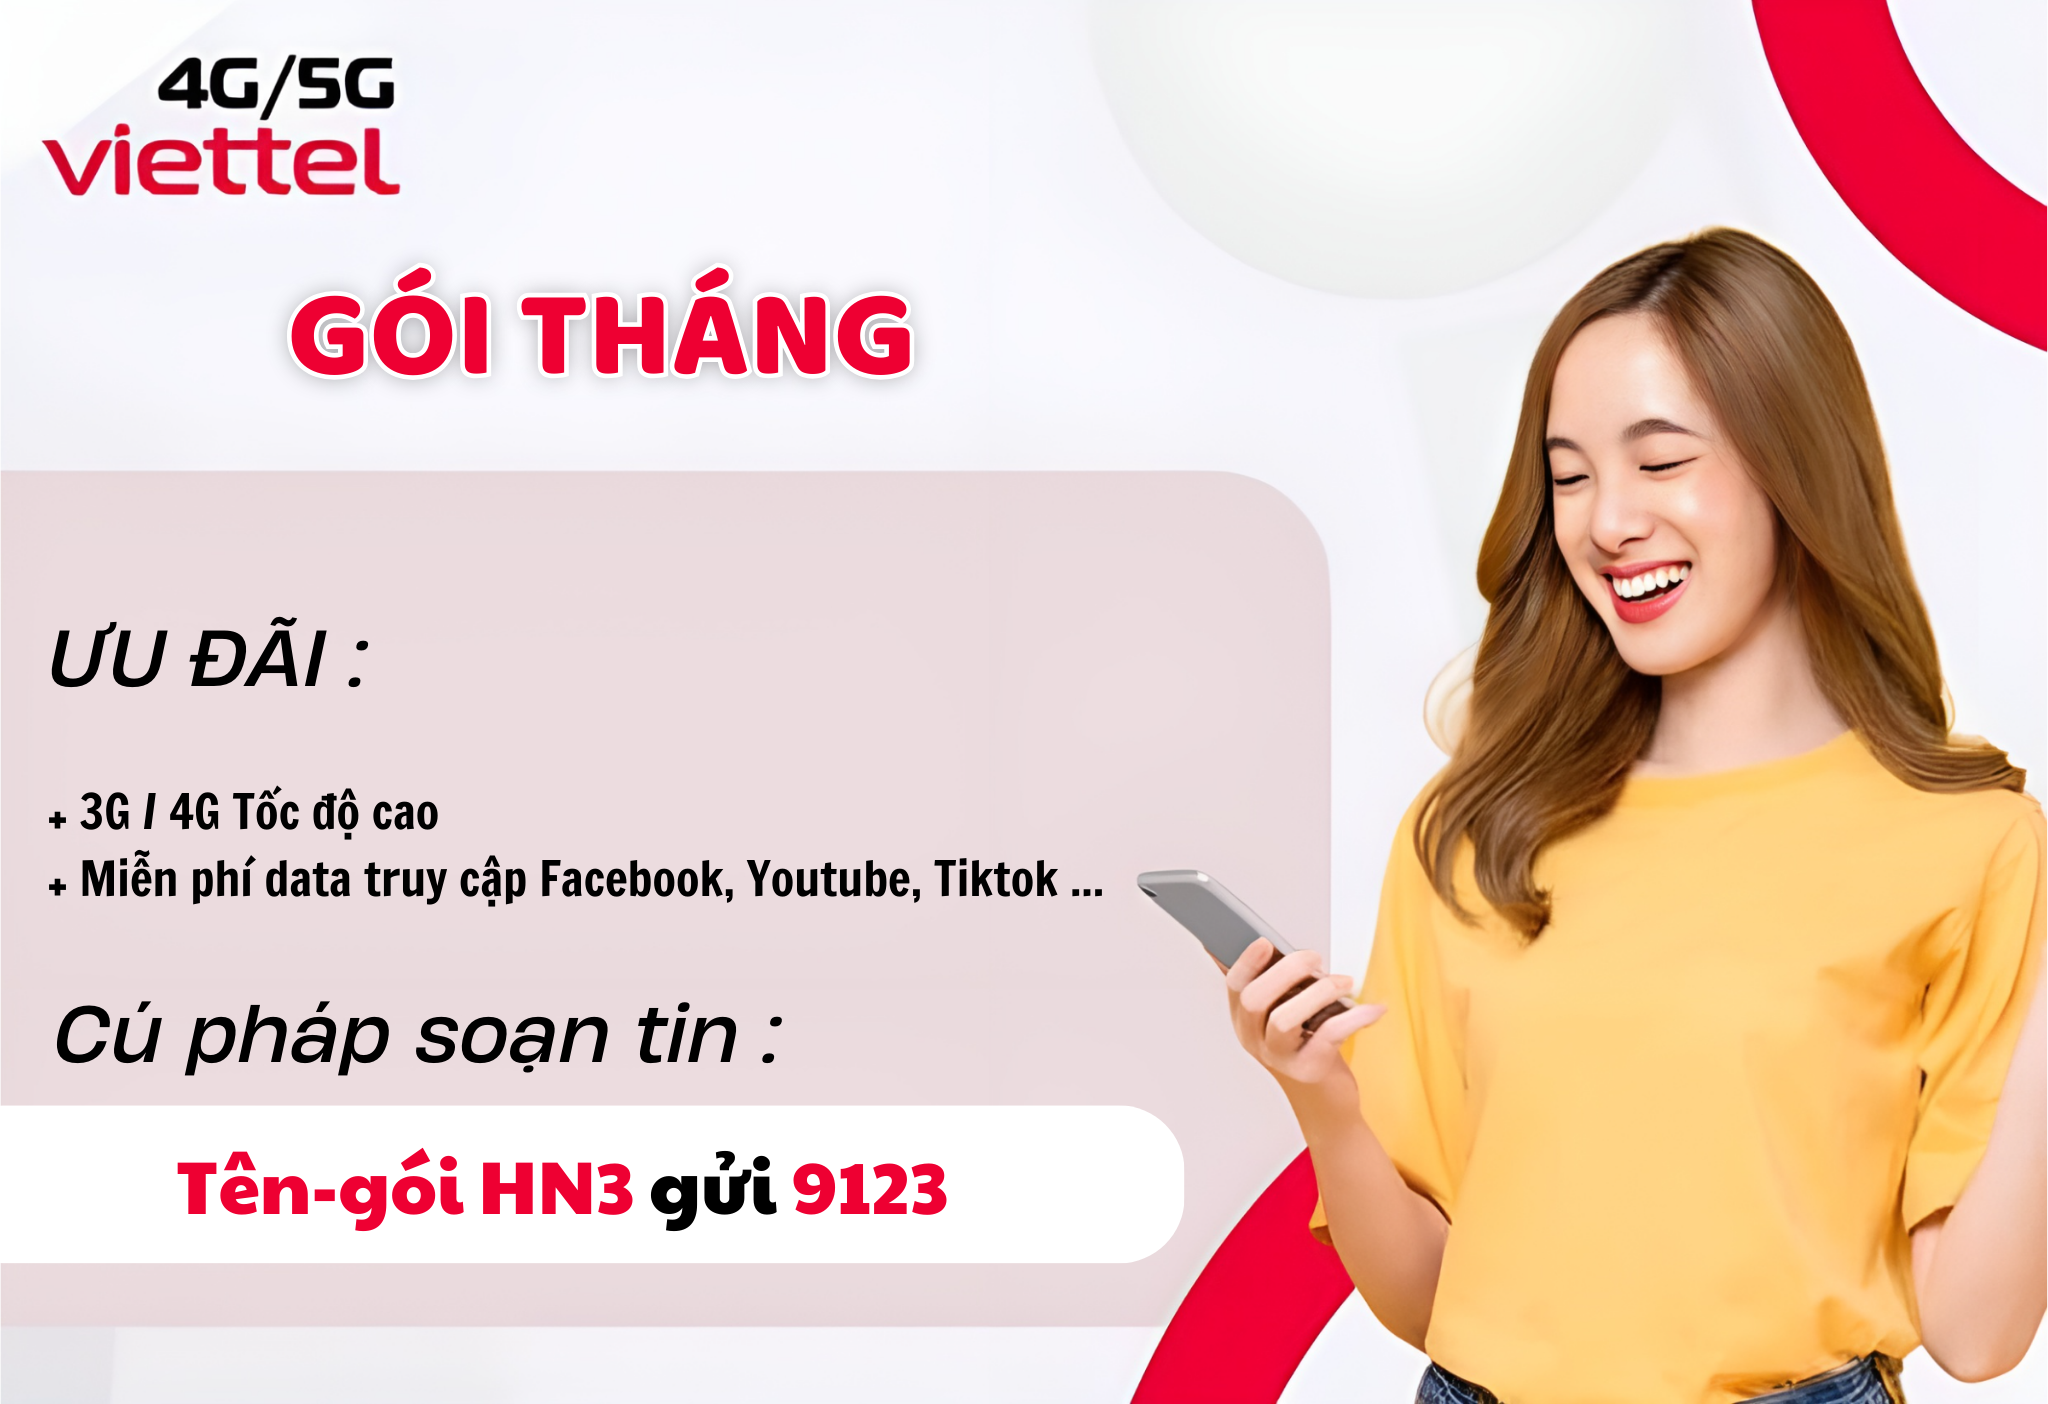 4G/5G
viettel
GÓI THÁNG
ƯU ĐÃI :
+ 3G / 4G Tốc độ cao
+ Miễn phí data truy cập Facebook, Youtube, Tiktok ...
Cú pháp soạn tin :
Tên-gói HN3 gửi 9123